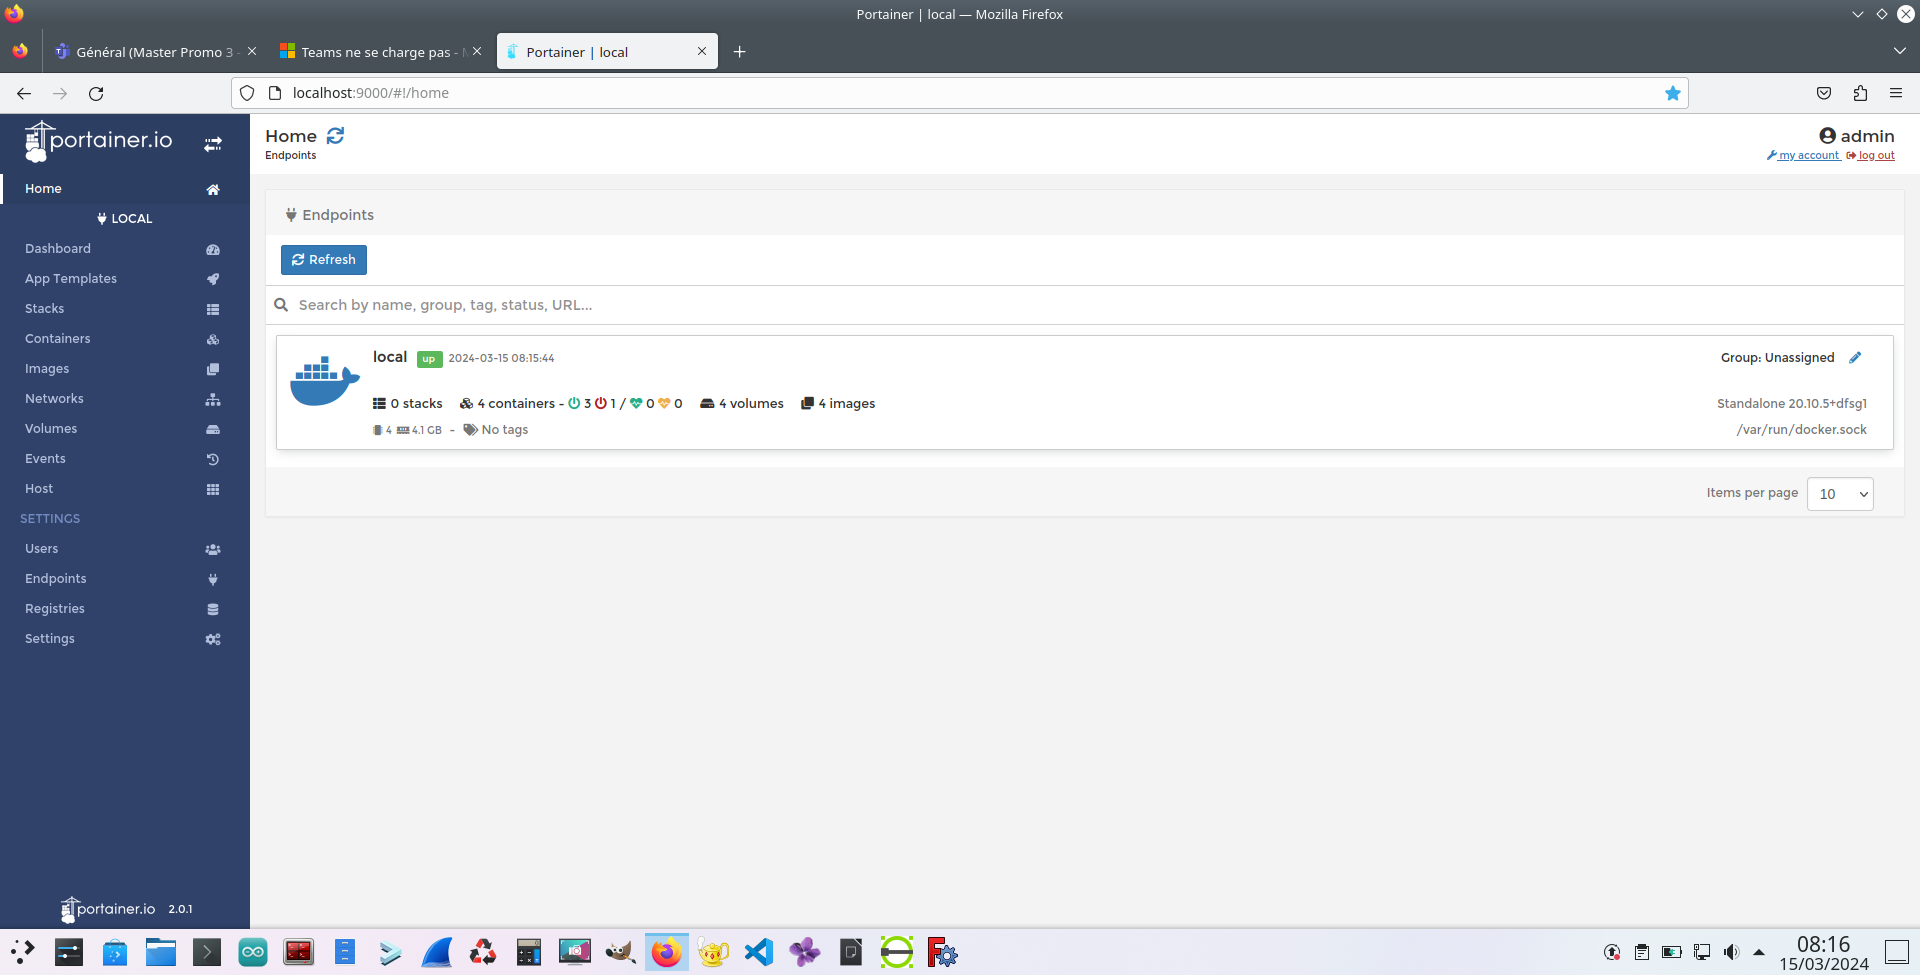 Portainer | local — Mozilla Firefox
Général (Master Promo 3 -
Teams ne se charge pas - M
Portainer | local
localhost:9000/#!/home
portainer.io
Home
Endpoints
admin
my account log out
Home
LOCAL
Dashboard
App Templates
Stacks
Containers
Images
Networks
Volumes
Events
Host
SETTINGS
Users
Endpoints
Registries
Settings
portainer.io 2.0.1
Endpoints
Refresh
Search by name, group, tag, status, URL...
local up 2024-03-15 08:15:44
Group: Unassigned
0 stacks 4 containers - 3 1 / 0 0 4 volumes 4 images
Standalone 20.10.5+dfsg1
4 4.1 GB - No tags
/var/run/docker.sock
Items per page 10
08:16
15/03/2024